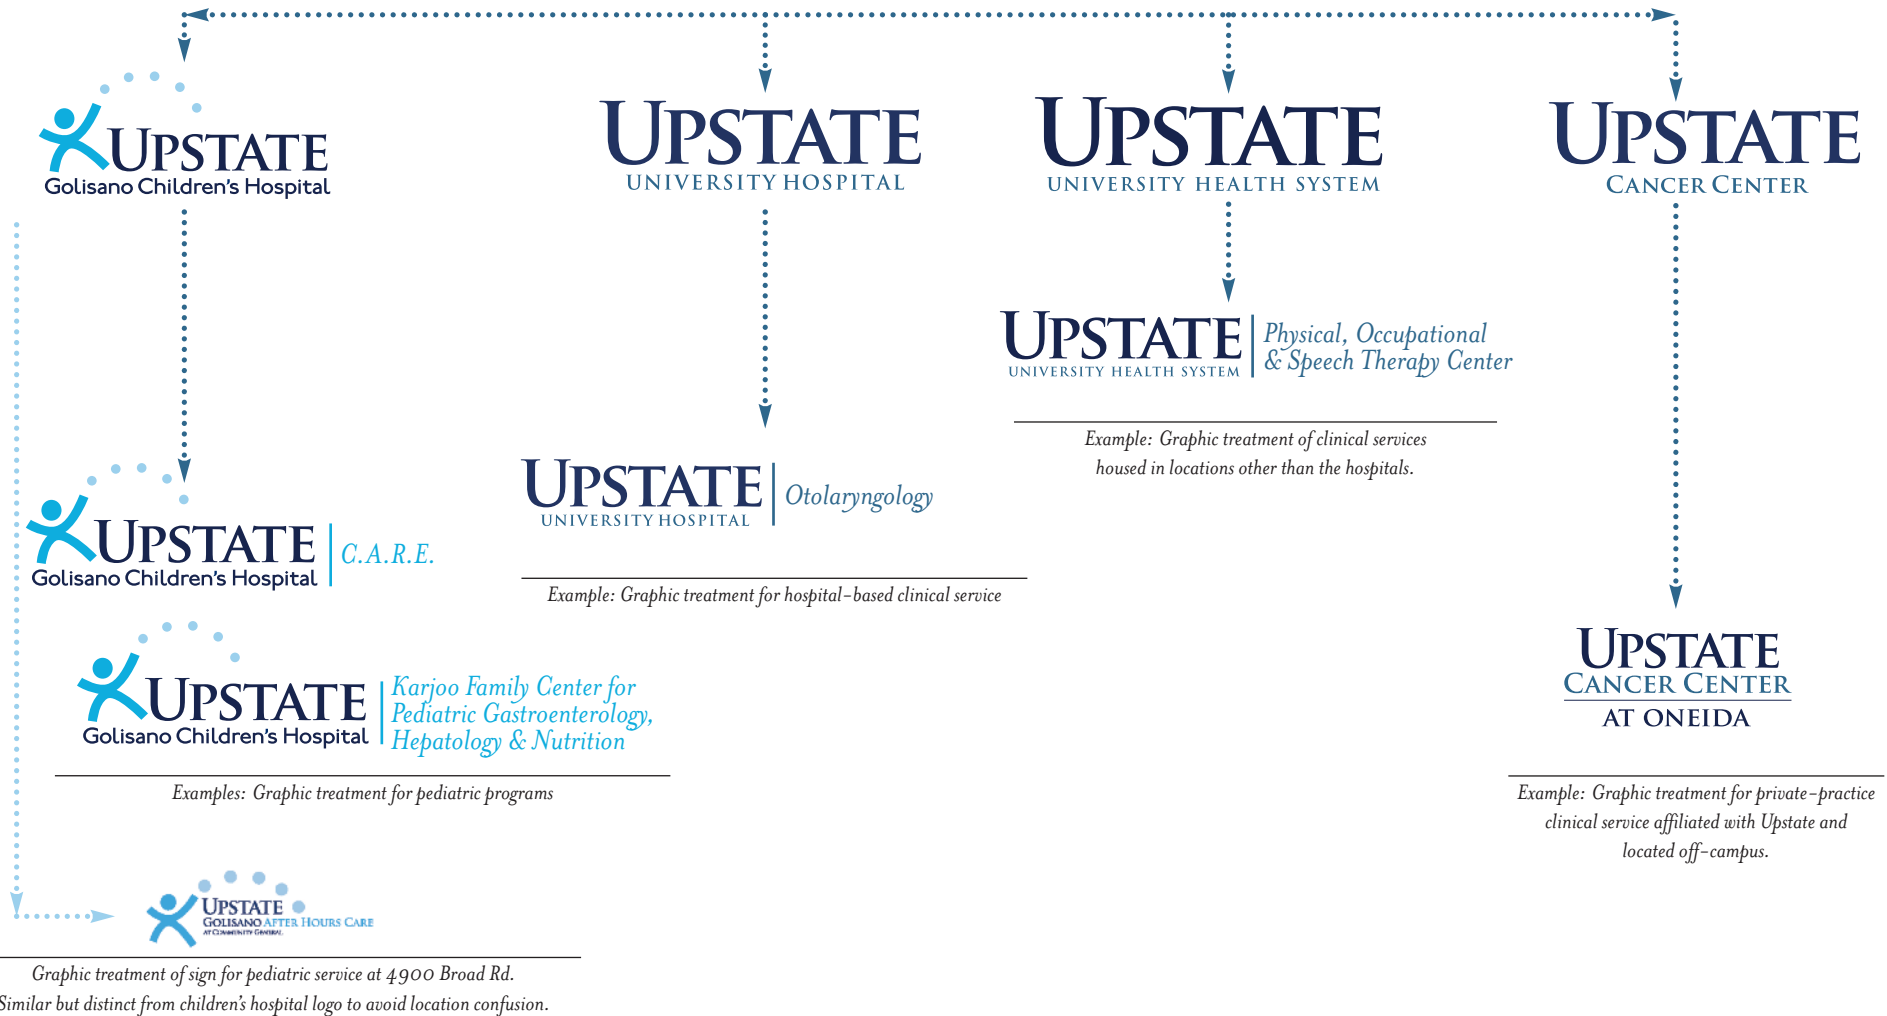 UPSTATE
Golisano Children's Hospital
UPSTATE
UNIVERSITY HOSPITAL
UPSTATE
UNIVERSITY HEALTH SYSTEM
UPSTATE
CANCER CENTER
UPSTATE
UNIVERSITY HEALTH SYSTEM
Physical, Occupational
& Speech Therapy Center
Example: Graphic treatment of clinical services
housed in locations other than the hospitals.
UPSTATE
UNIVERSITY HOSPITAL
Otolaryngology
Example: Graphic treatment for hospital-based clinical service
UPSTATE
Golisano Children's Hospital
C.A.R.E.
UPSTATE
Golisano Children's Hospital
Karjoo Family Center for
Pediatric Gastroenterology,
Hepatology & Nutrition
Examples: Graphic treatment for pediatric programs
UPSTATE
CANCER CENTER
AT ONEIDA
Example: Graphic treatment for private-practice
clinical service affiliated with Upstate and
located off-campus.
UPSTATE
GOLISANO AFTER HOURS CARE
AT COMMUNITY GENERAL
Graphic treatment of sign for pediatric service at 4900 Broad Rd.
Similar but distinct from children's hospital logo to avoid location confusion.